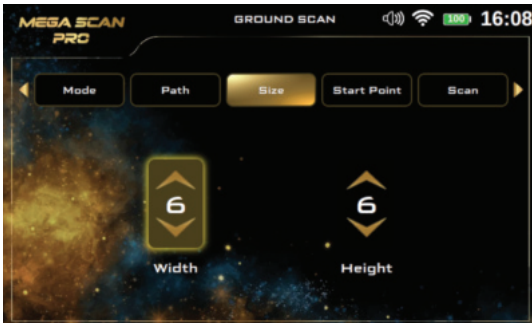 MEGA SCAN
PRO
GROUND SCAN
100
16:08
Mode
Path
Size
Start Point
Scan
6
6
Width
Height